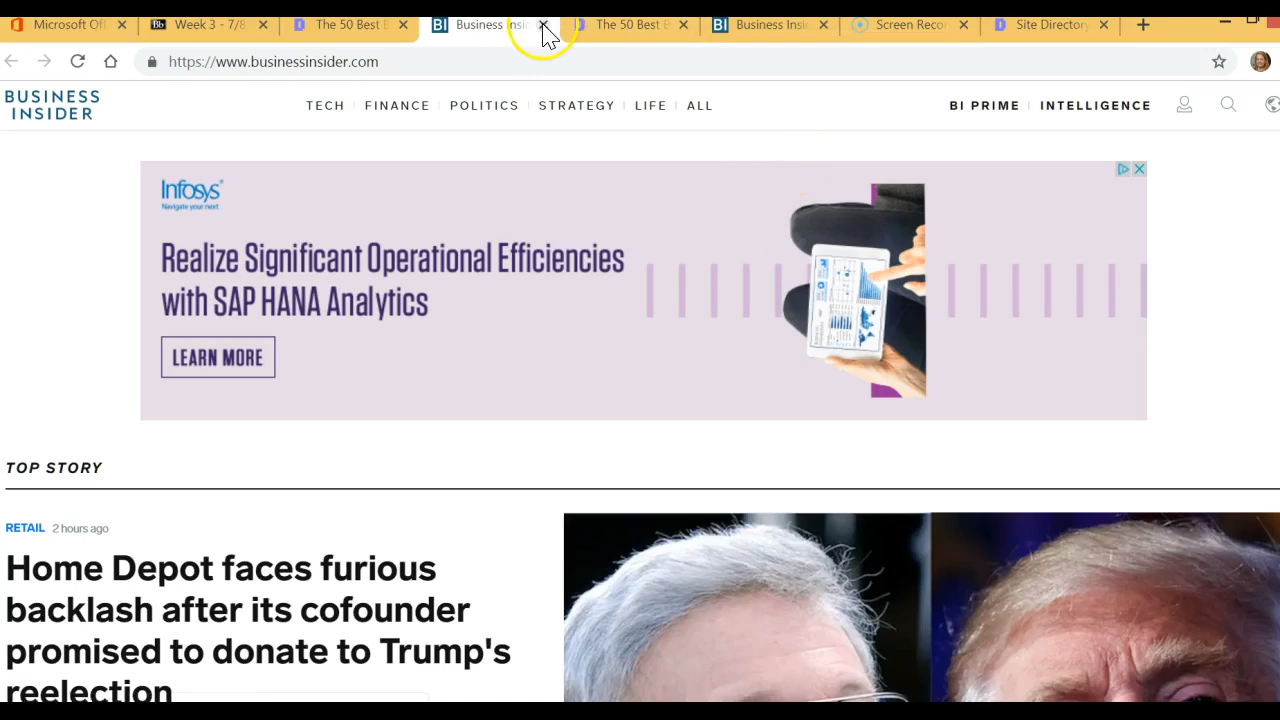 Microsoft Of
Bb Week 3 - 7/8
The 50 Best B
BI Business Insi
The 50 Best B
BI Business Insi
Screen Recor
Site Directory
https://www.businessinsider.com
BUSINESS
INSIDER
TECH FINANCE POLITICS STRATEGY LIFE ALL
BI PRIME INTELLIGENCE
Infosys
Navigate your next
Realize Significant Operational Efficiencies
with SAP HANA Analytics
LEARN MORE
TOP STORY
RETAIL 2 hours ago
Home Depot faces furious
backlash after its cofounder
promised to donate to Trump's
reelection